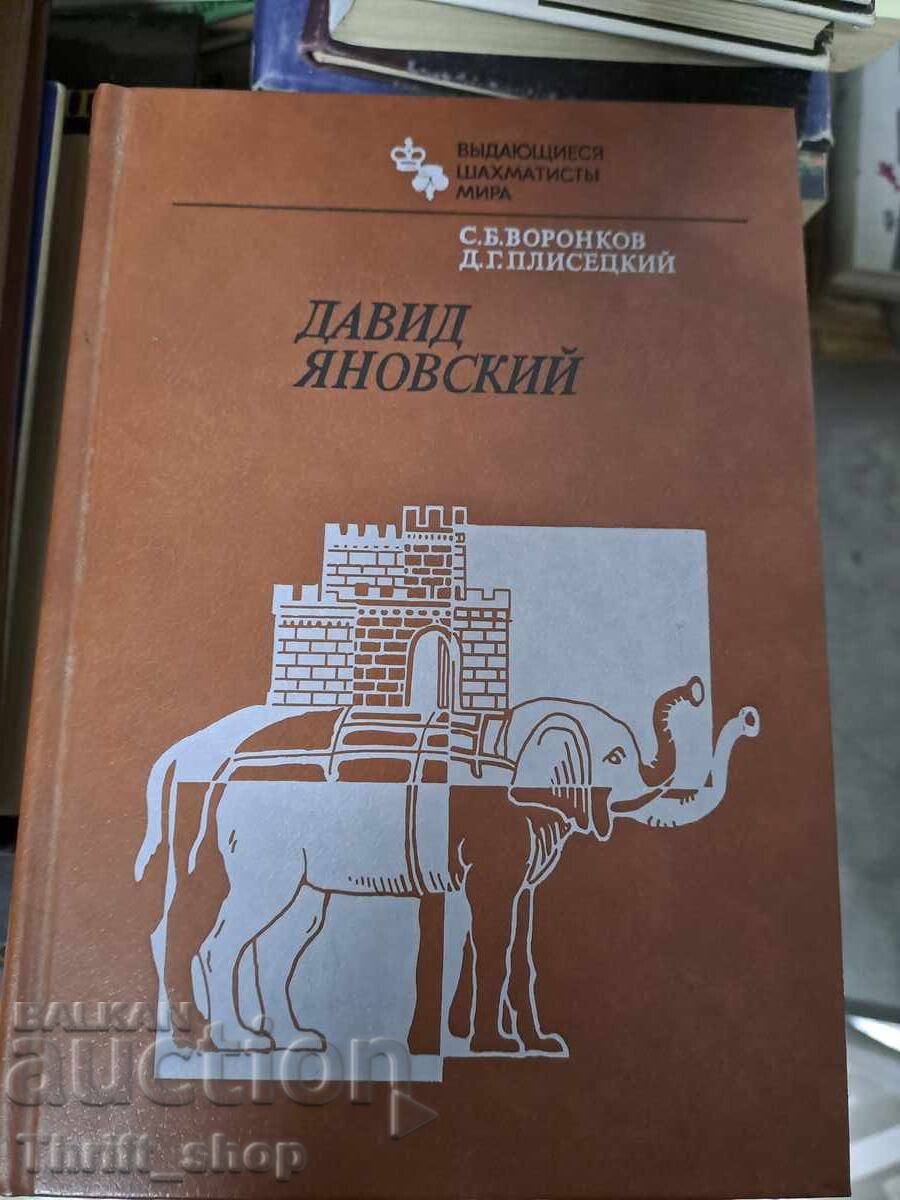 ВЫДАЮЩИЕСЯ
ШАХМАТИСТЫ
МИРА
С.Б.ВОРОНКОВ
Д.Г.ПЛИСЕЦКИЙ
ДАВИД
ЯНОВСКИЙ
BALKAN
auction
Thrift_shop